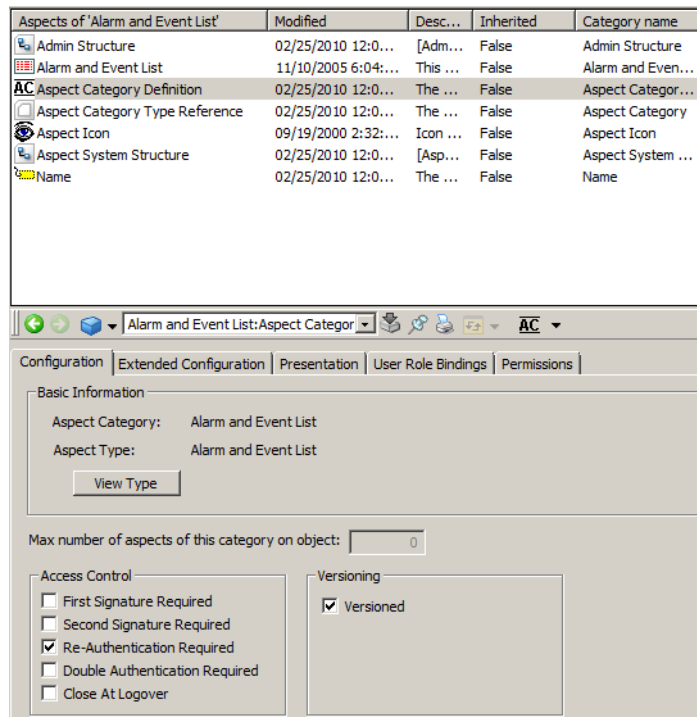 Aspects of 'Alarm and Event List' Modified Desc... Inherited Category name
Admin Structure 02/25/2010 12:0... [Adm... False Admin Structure
Alarm and Event List 11/10/2005 6:04:... This ... False Alarm and Even...
AC Aspect Category Definition 02/25/2010 12:0... The ... False Aspect Categor...
Aspect Category Type Reference 02/25/2010 12:0... The ... False Aspect Category
Aspect Icon 09/19/2000 2:32:... Icon ... False Aspect Icon
Aspect System Structure 02/25/2010 12:0... [Asp... False Aspect System ...
Name 02/25/2010 12:0... The ... False Name
Alarm and Event List:Aspect Categor AC
Configuration Extended Configuration Presentation User Role Bindings Permissions
Basic Information
Aspect Category: Alarm and Event List
Aspect Type: Alarm and Event List
View Type
Max number of aspects of this category on object: 0
Access Control Versioning
First Signature Required Versioned
Second Signature Required
Re-Authentication Required
Double Authentication Required
Close At Logover